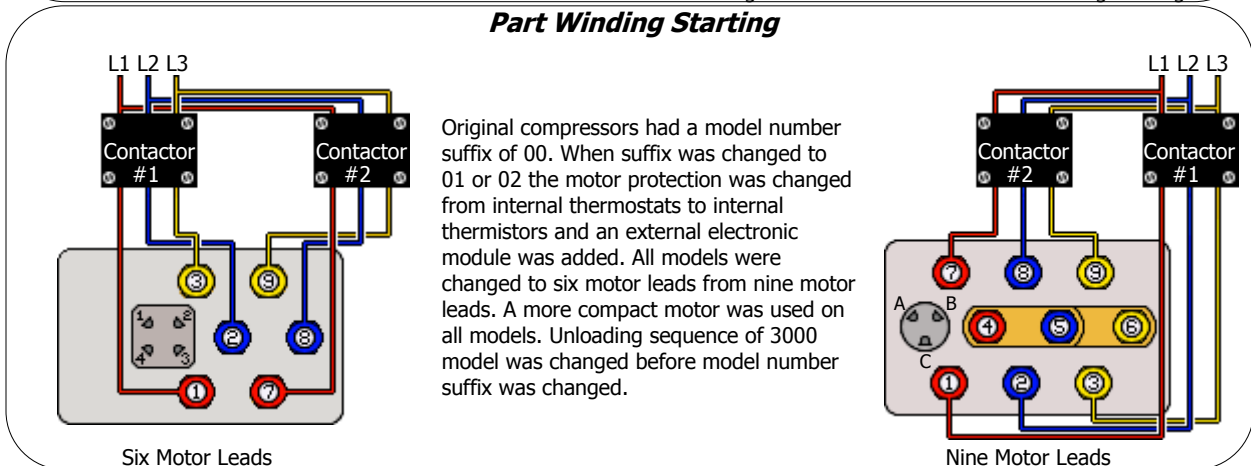 Part Winding Starting
L1 L2 L3
Contactor
#1
Contactor
#2
3
9
1
2
4
3
2
8
1
7
Six Motor Leads
Original compressors had a model number
suffix of 00. When suffix was changed to
01 or 02 the motor protection was changed
from internal thermostats to internal
thermistors and an external electronic
module was added. All models were
changed to six motor leads from nine motor
leads. A more compact motor was used on
all models. Unloading sequence of 3000
model was changed before model number
suffix was changed.
L1 L2 L3
Contactor
#2
Contactor
#1
7
8
9
A
B
C
4
5
6
1
2
3
Nine Motor Leads